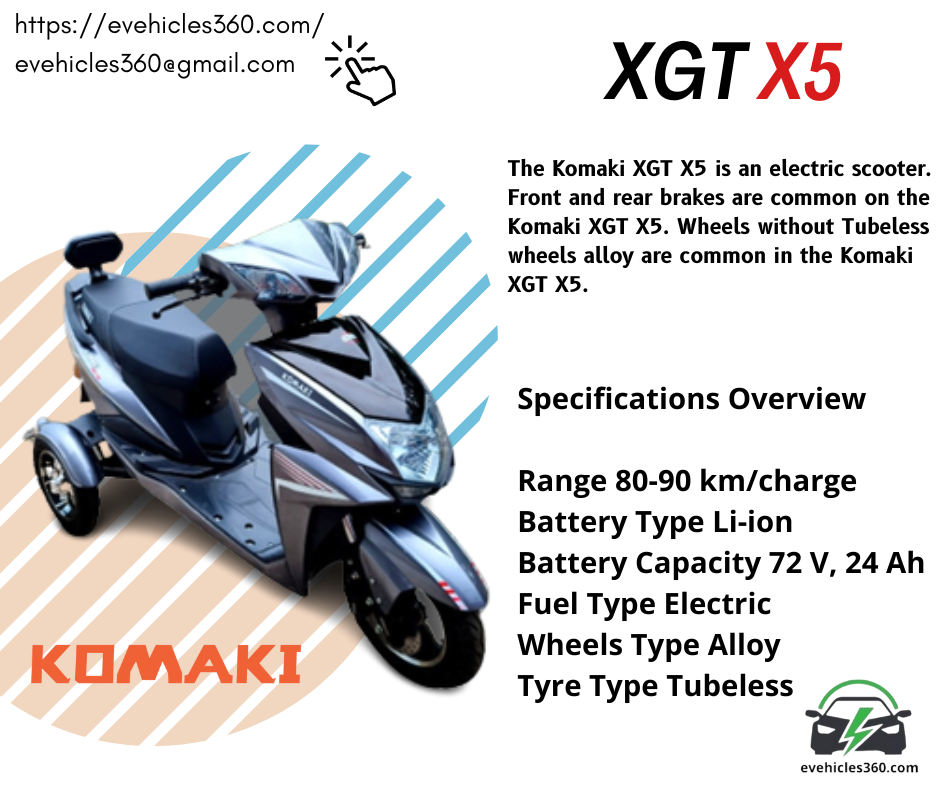 https://evehicles360.com/
evehicles360@gmail.com
XGT X5
The Komaki XGT X5 is an electric scooter.
Front and rear brakes are common on the
Komaki XGT X5. Wheels without Tubeless
wheels alloy are common in the Komaki
XGT X5.
KOMAKI
Specifications Overview
Range 80-90 km/charge
Battery Type Li-ion
Battery Capacity 72 V, 24 Ah
Fuel Type Electric
Wheels Type Alloy
Tyre Type Tubeless
KOMAKI
evehicles360.com